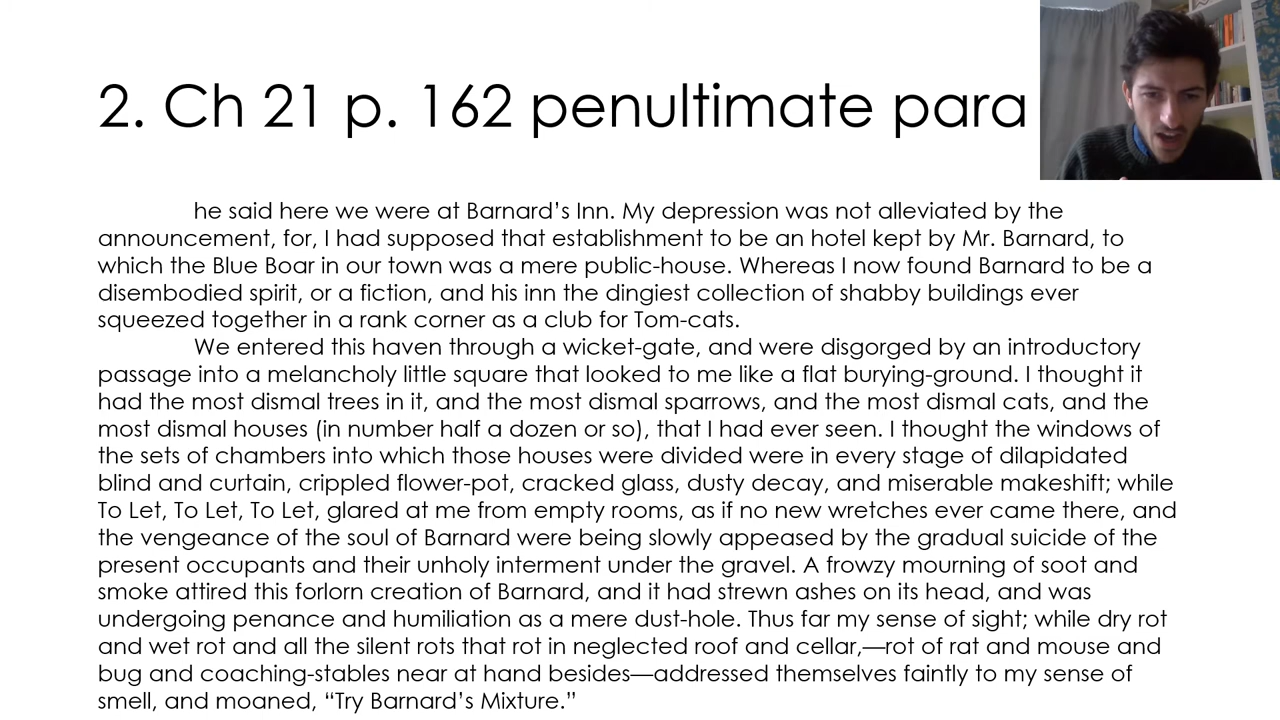 2. Ch 21 p. 162 penultimate para
he said here we were at Barnard’s Inn. My depression was not alleviated by the
announcement, for, I had supposed that establishment to be an hotel kept by Mr. Barnard, to
which the Blue Boar in our town was a mere public-house. Whereas I now found Barnard to be a
disembodied spirit, or a fiction, and his inn the dingiest collection of shabby buildings ever
squeezed together in a rank corner as a club for Tom-cats.
We entered this haven through a wicket-gate, and were disgorged by an introductory
passage into a melancholy little square that looked to me like a flat burying-ground. I thought it
had the most dismal trees in it, and the most dismal sparrows, and the most dismal cats, and the
most dismal houses (in number half a dozen or so), that I had ever seen. I thought the windows of
the sets of chambers into which those houses were divided were in every stage of dilapidated
blind and curtain, crippled flower-pot, cracked glass, dusty decay, and miserable makeshift; while
To Let, To Let, To Let, glared at me from empty rooms, as if no new wretches ever came there, and
the vengeance of the soul of Barnard were being slowly appeased by the gradual suicide of the
present occupants and their unholy interment under the gravel. A frowzy mourning of soot and
smoke attired this forlorn creation of Barnard, and it had strewn ashes on its head, and was
undergoing penance and humiliation as a mere dust-hole. Thus far my sense of sight; while dry rot
and wet rot and all the silent rots that rot in neglected roof and cellar,—rot of rat and mouse and
bug and coaching-stables near at hand besides—addressed themselves faintly to my sense of
smell, and moaned, “Try Barnard’s Mixture.”